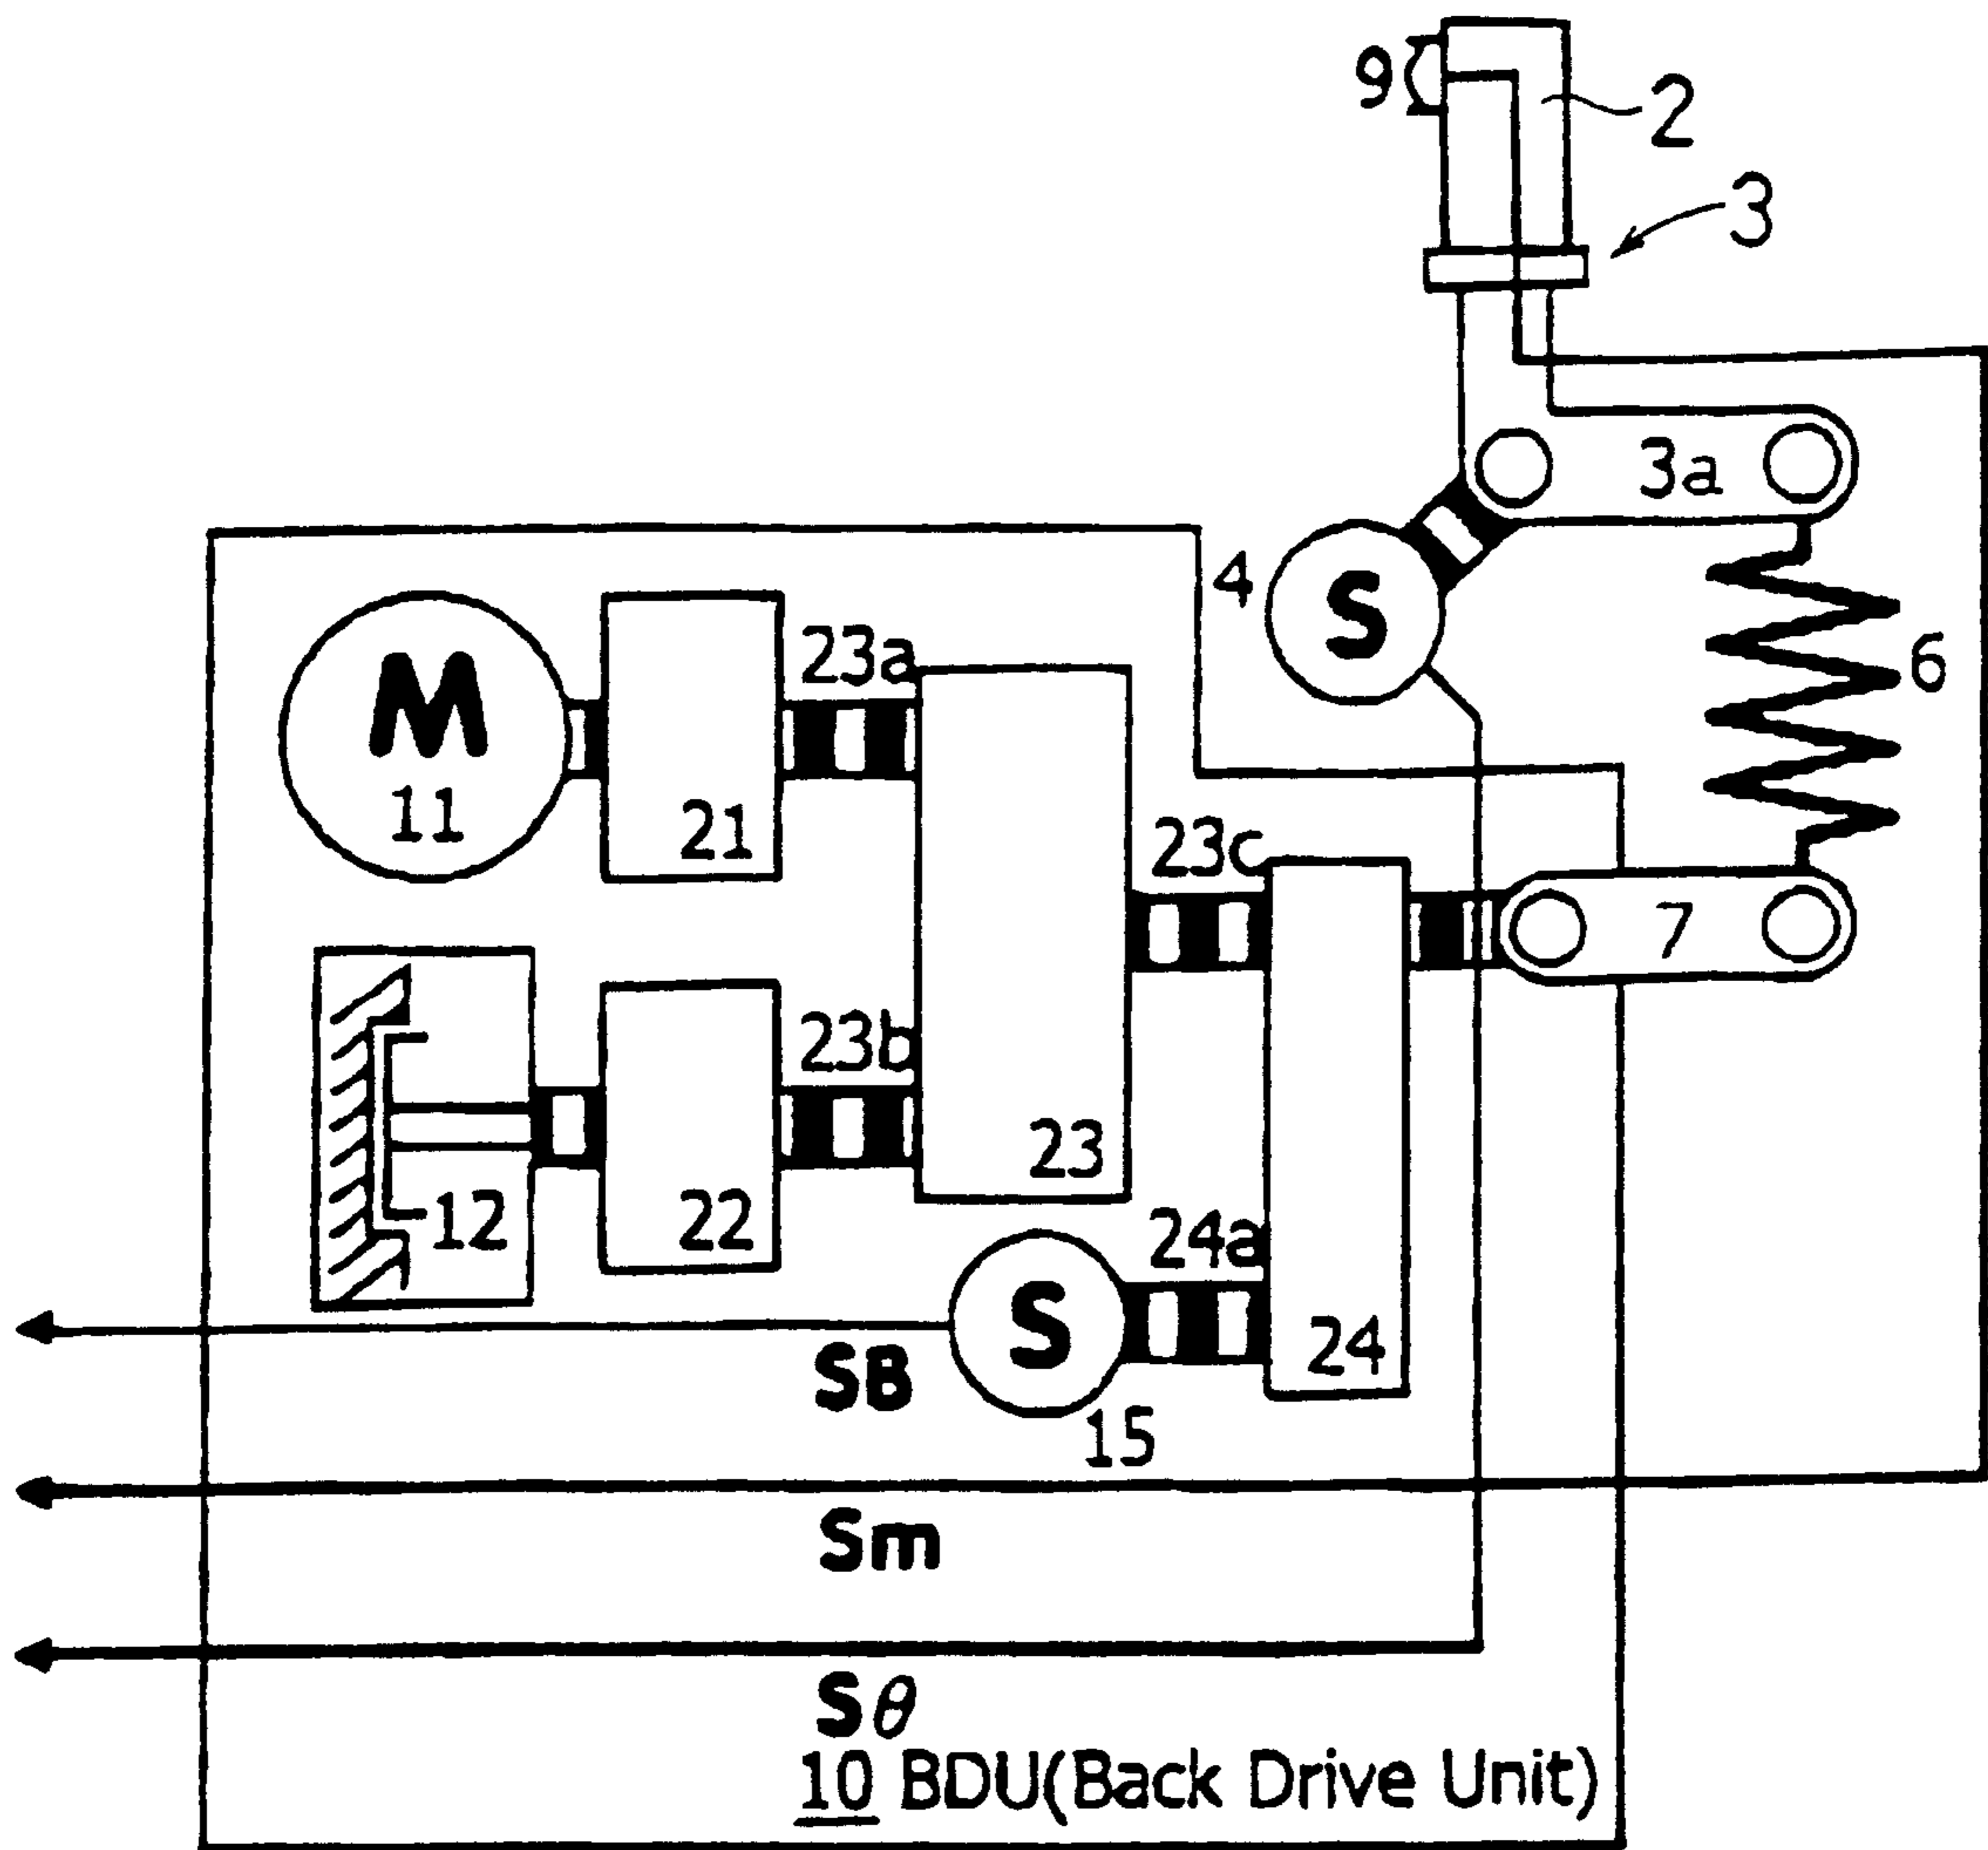 9
2
3
3a
4
S
6
M
11
21
23a
23c
7
23b
12
22
23
24a
S
24
SB
15
Sm
Sθ
10 BDU(Back Drive Unit)